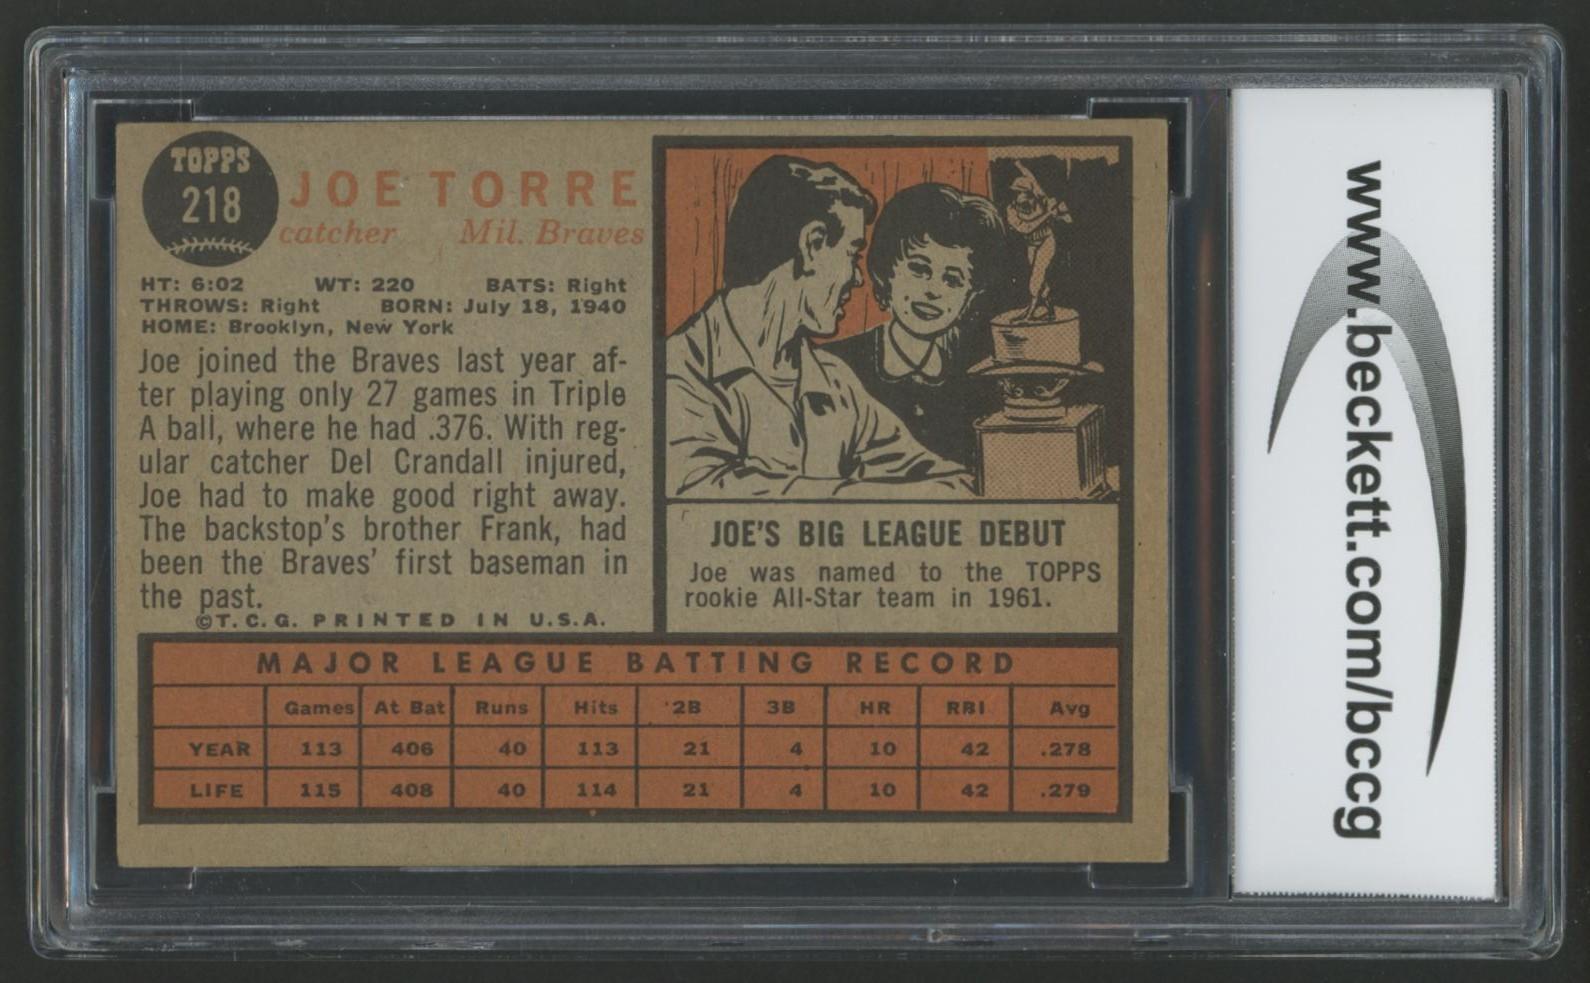 TOPPS
218
JOE TORRE
catcher Mil. Braves
HT: 6:02 WT: 220 BATS: Right
THROWS: Right BORN: July 18, 1940
HOME: Brooklyn, New York
Joe joined the Braves last year af-
ter playing only 27 games in Triple
A ball, where he had .376. With reg-
ular catcher Del Crandall injured,
Joe had to make good right away.
The backstop's brother Frank, had
been the Braves' first baseman in
the past.
©T.C.G. PRINTED IN U.S.A.
JOE'S BIG LEAGUE DEBUT
Joe was named to the TOPPS
rookie All-Star team in 1961.
MAJOR LEAGUE BATTING RECORD
Games At Bat Runs Hits 2B 3B HR RBI Avg
YEAR 113 406 40 113 21 4 10 42 .278
LIFE 115 408 40 114 21 4 10 42 .279
www.beckett.com/bccg